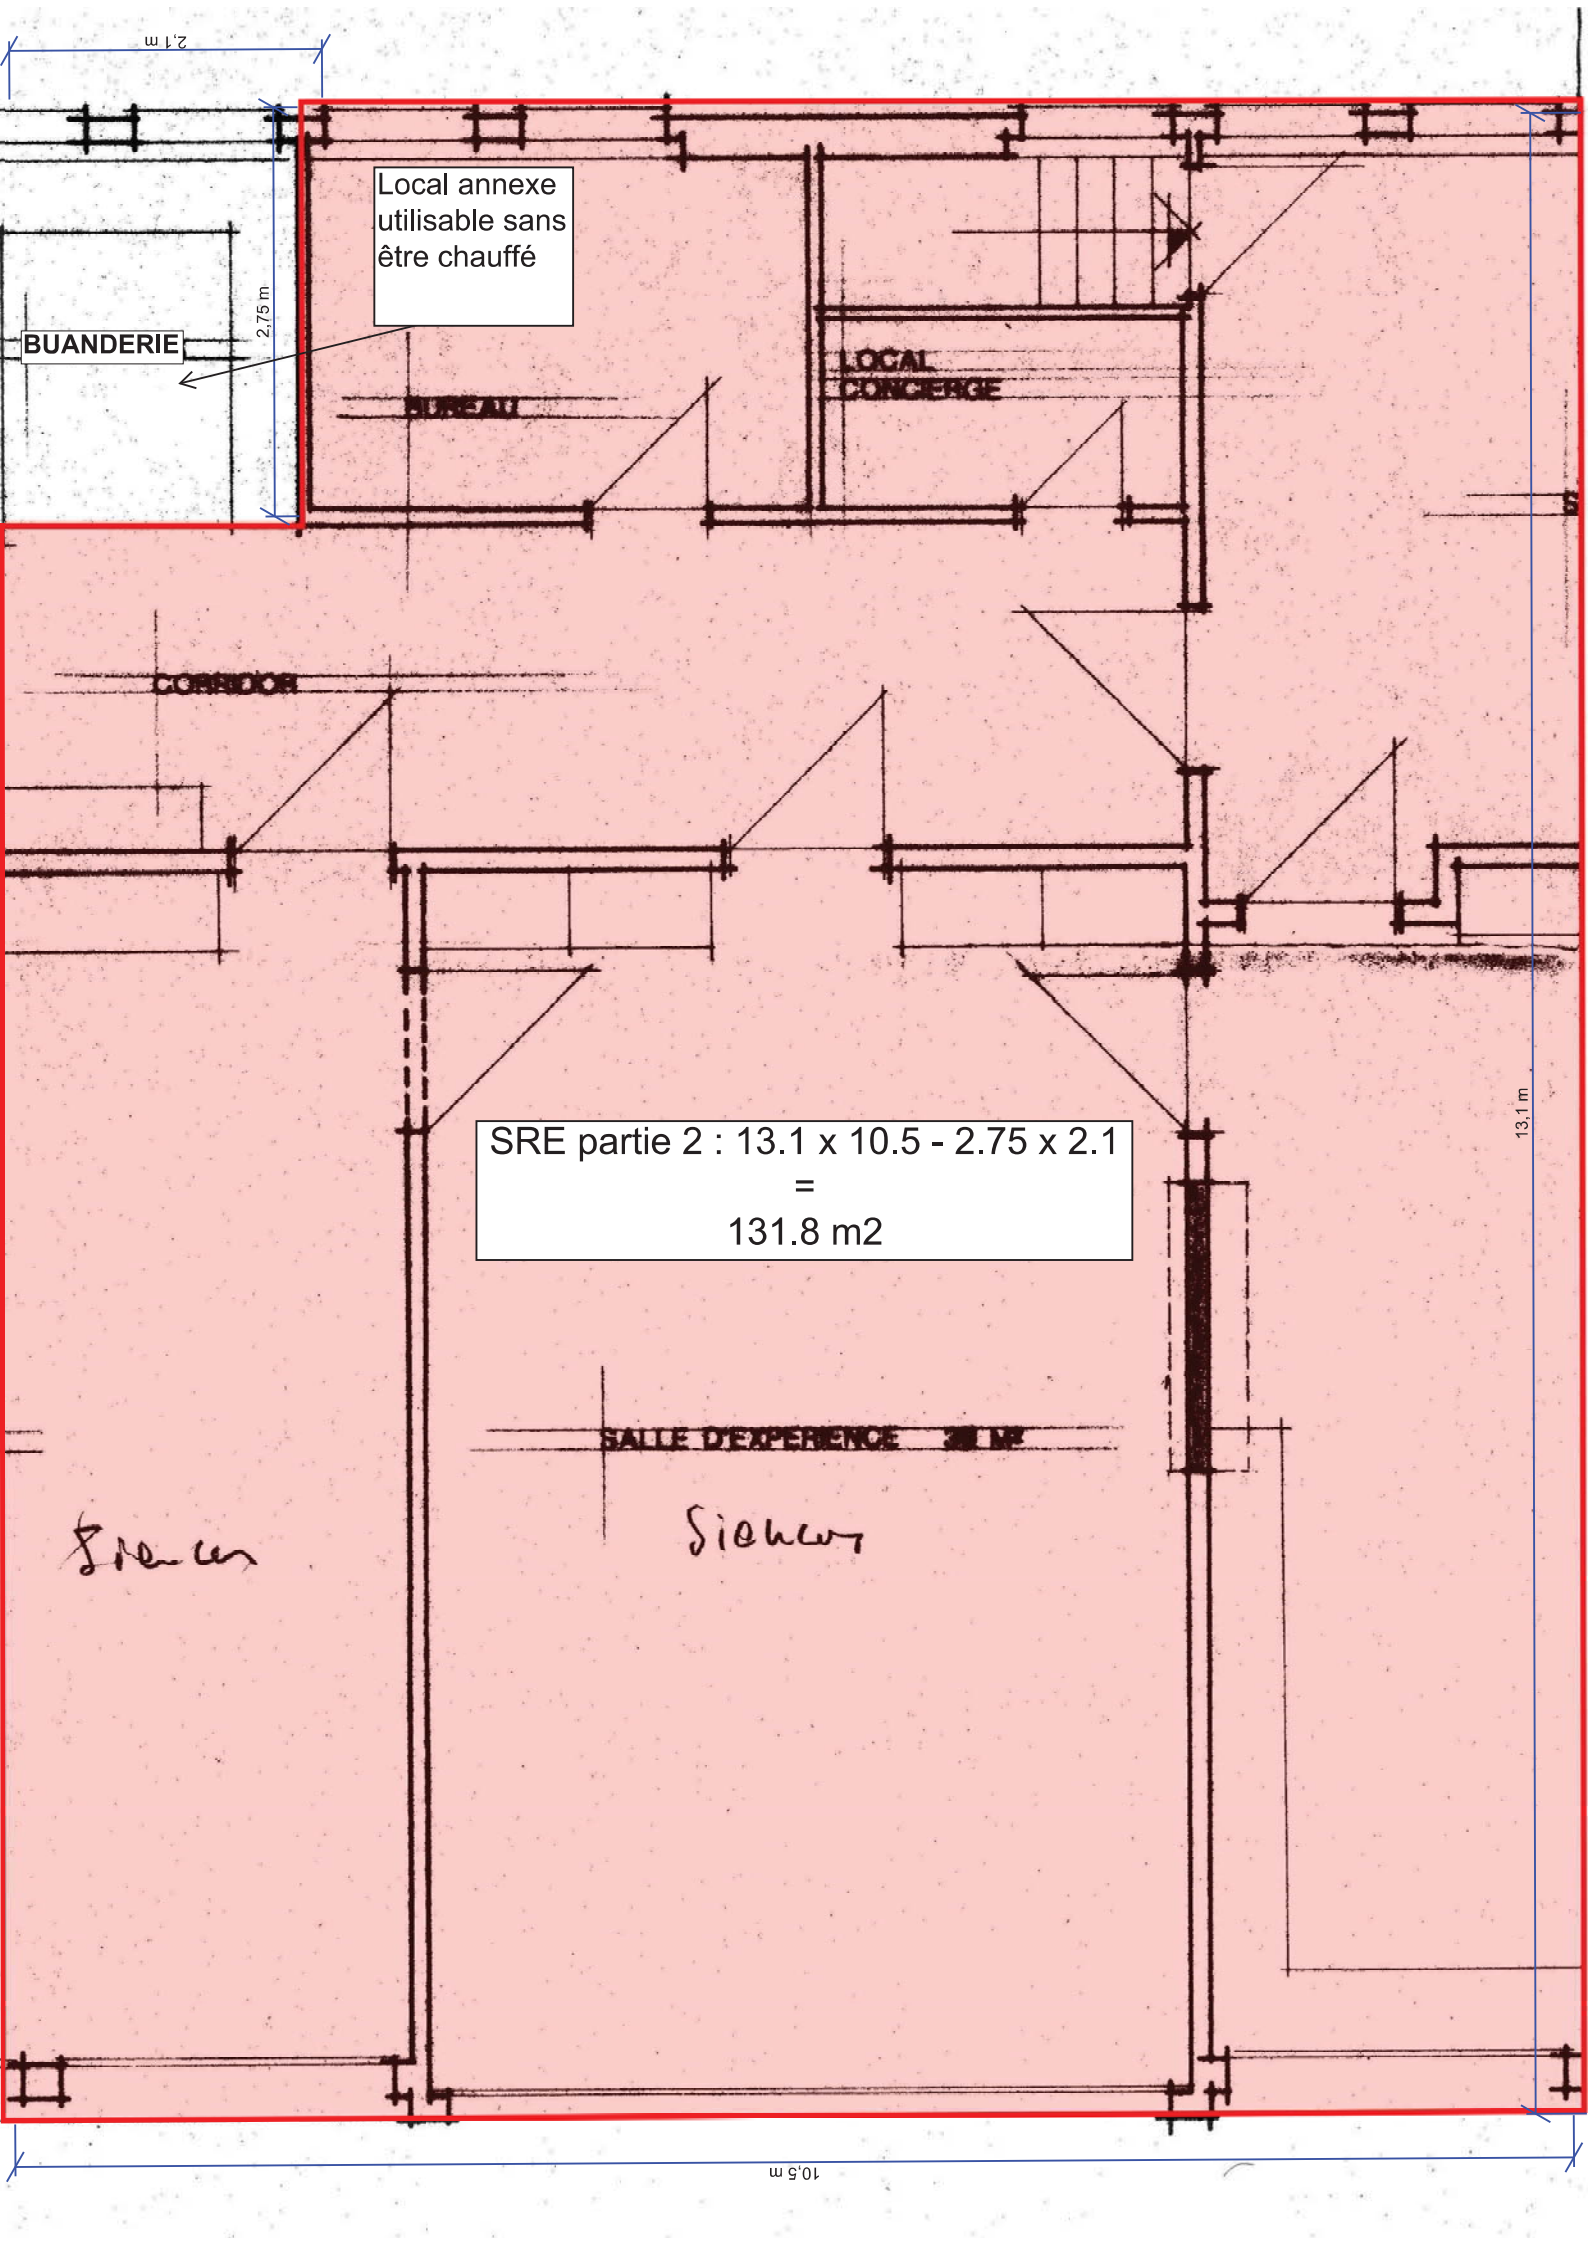 2,1 m
Local annexe
utilisable sans
être chauffé
2,75 m
BUANDERIE
LOCAL
CONCIERGE
BUREAU
S
CORRIDOR
13,1 m
SRE partie 2 : 13.1 x 10.5 - 2.75 x 2.1
=
131.8 m2
SALLE D'EXPERIENCE M²
10,5 m